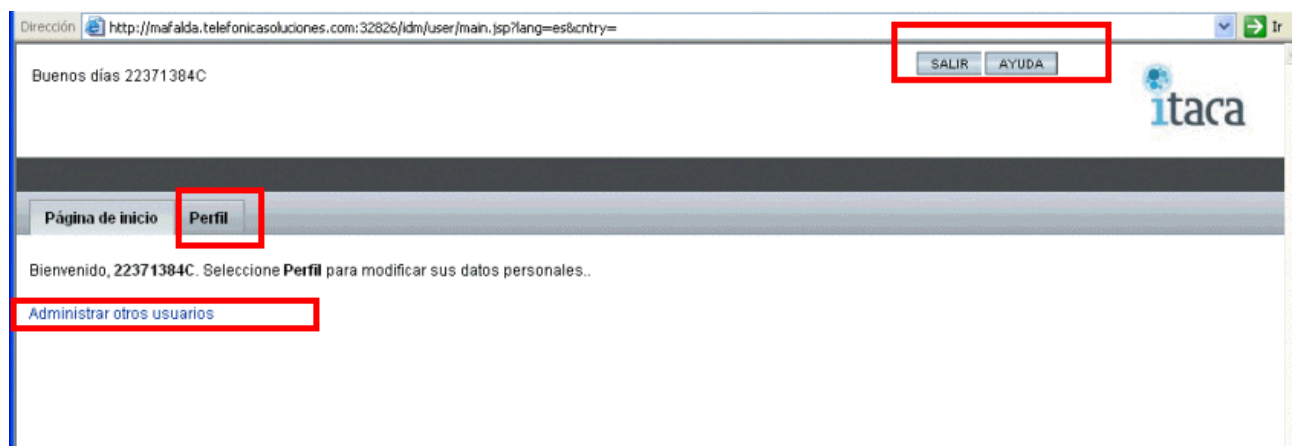 Dirección http://mafalda.telefonicasoluciones.com:32826/idm/user/main.jsp?lang=es&cntry= Ir
Buenos días 22371384C
SALIR AYUDA
itaca
Página de inicio Perfil
Bienvenido, 22371384C. Seleccione Perfil para modificar sus datos personales..
Administrar otros usuarios